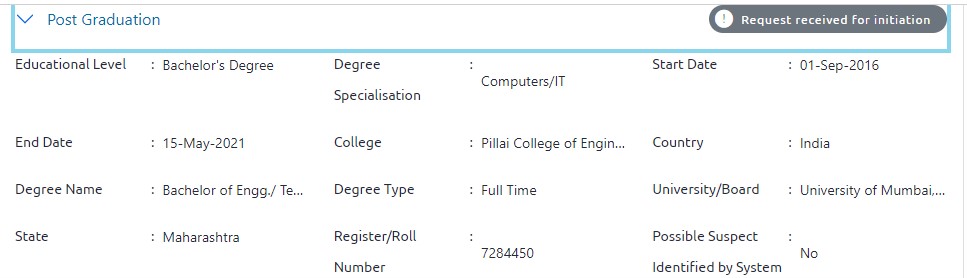 Post Graduation
! Request received for initiation
Educational Level : Bachelor's Degree Degree Specialisation : Computers/IT Start Date : 01-Sep-2016
End Date : 15-May-2021 College : Pillai College of Engin... Country : India
Degree Name : Bachelor of Engg./ Te... Degree Type : Full Time University/Board : University of Mumbai,...
State : Maharashtra Register/Roll Number : 7284450 Possible Suspect Identified by System : No